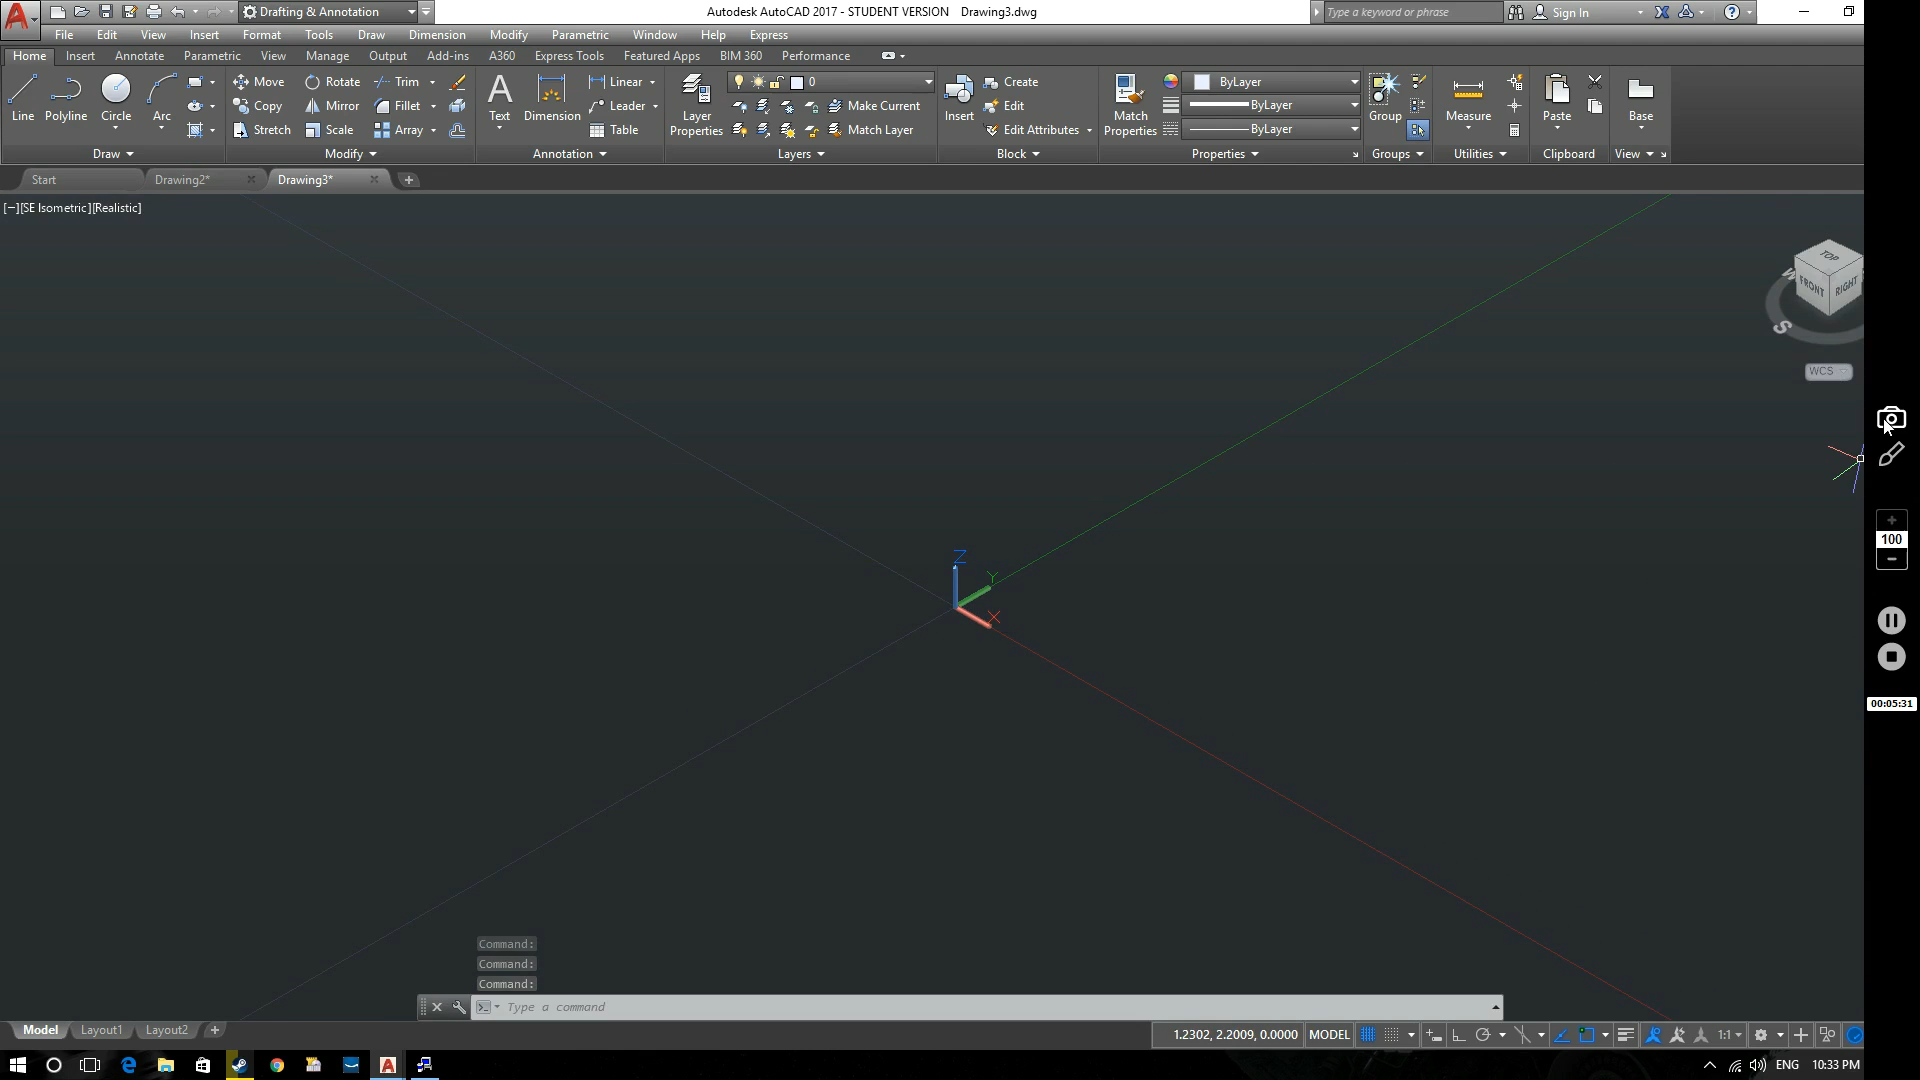 Drafting & Annotation
Autodesk AutoCAD 2017 - STUDENT VERSION Drawing3.dwg
Type a keyword or phrase
Sign In
File Edit View Insert Format Tools Draw Dimension Modify Parametric Window Help Express
Home Insert Annotate Parametric View Manage Output Add-ins A360 Express Tools Featured Apps BIM 360 Performance
Line Polyline Circle Arc
Move Rotate Trim
Copy Mirror Fillet
Stretch Scale Array
Text Dimension
Linear
Leader
Table
Layer Properties
0
Make Current
Match Layer
Insert
Create
Edit
Edit Attributes
Match Properties
ByLayer
ByLayer
ByLayer
Group
Measure
Paste
Base
Draw Modify Annotation Layers Block Properties Groups Utilities Clipboard View
Start Drawing2* Drawing3*
[−][SE Isometric][Realistic]
TOP
FRONT RIGHT
W
S
WCS
100
00:05:31
Z
Y
X
Command:
Command:
Command:
Type a command
Model Layout1 Layout2
1.2302, 2.2009, 0.0000 MODEL 1:1
ENG 10:33 PM